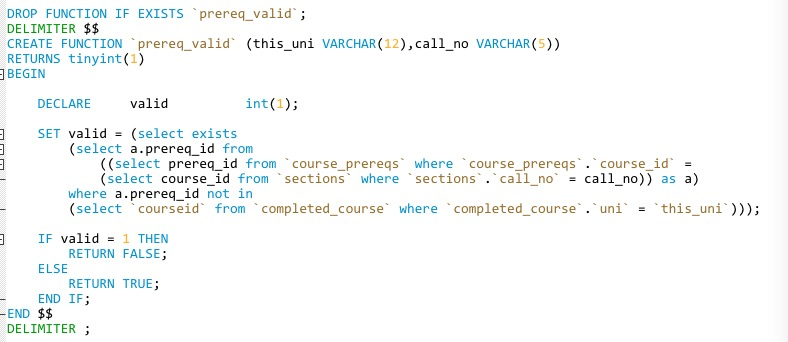 DROP FUNCTION IF EXISTS `prereq_valid`;
DELIMITER $$
CREATE FUNCTION `prereq_valid` (this_uni VARCHAR(12),call_no VARCHAR(5))
RETURNS tinyint(1)
BEGIN
DECLARE valid int(1);
SET valid = (select exists
(select a.prereq_id from
((select prereq_id from `course_prereqs` where `course_prereqs`.`course_id` =
(select course_id from `sections` where `sections`.`call_no` = call_no)) as a)
where a.prereq_id not in
(select `courseid` from `completed_course` where `completed_course`.`uni` = `this_uni`)));
IF valid = 1 THEN
RETURN FALSE;
ELSE
RETURN TRUE;
END IF;
END $$
DELIMITER ;